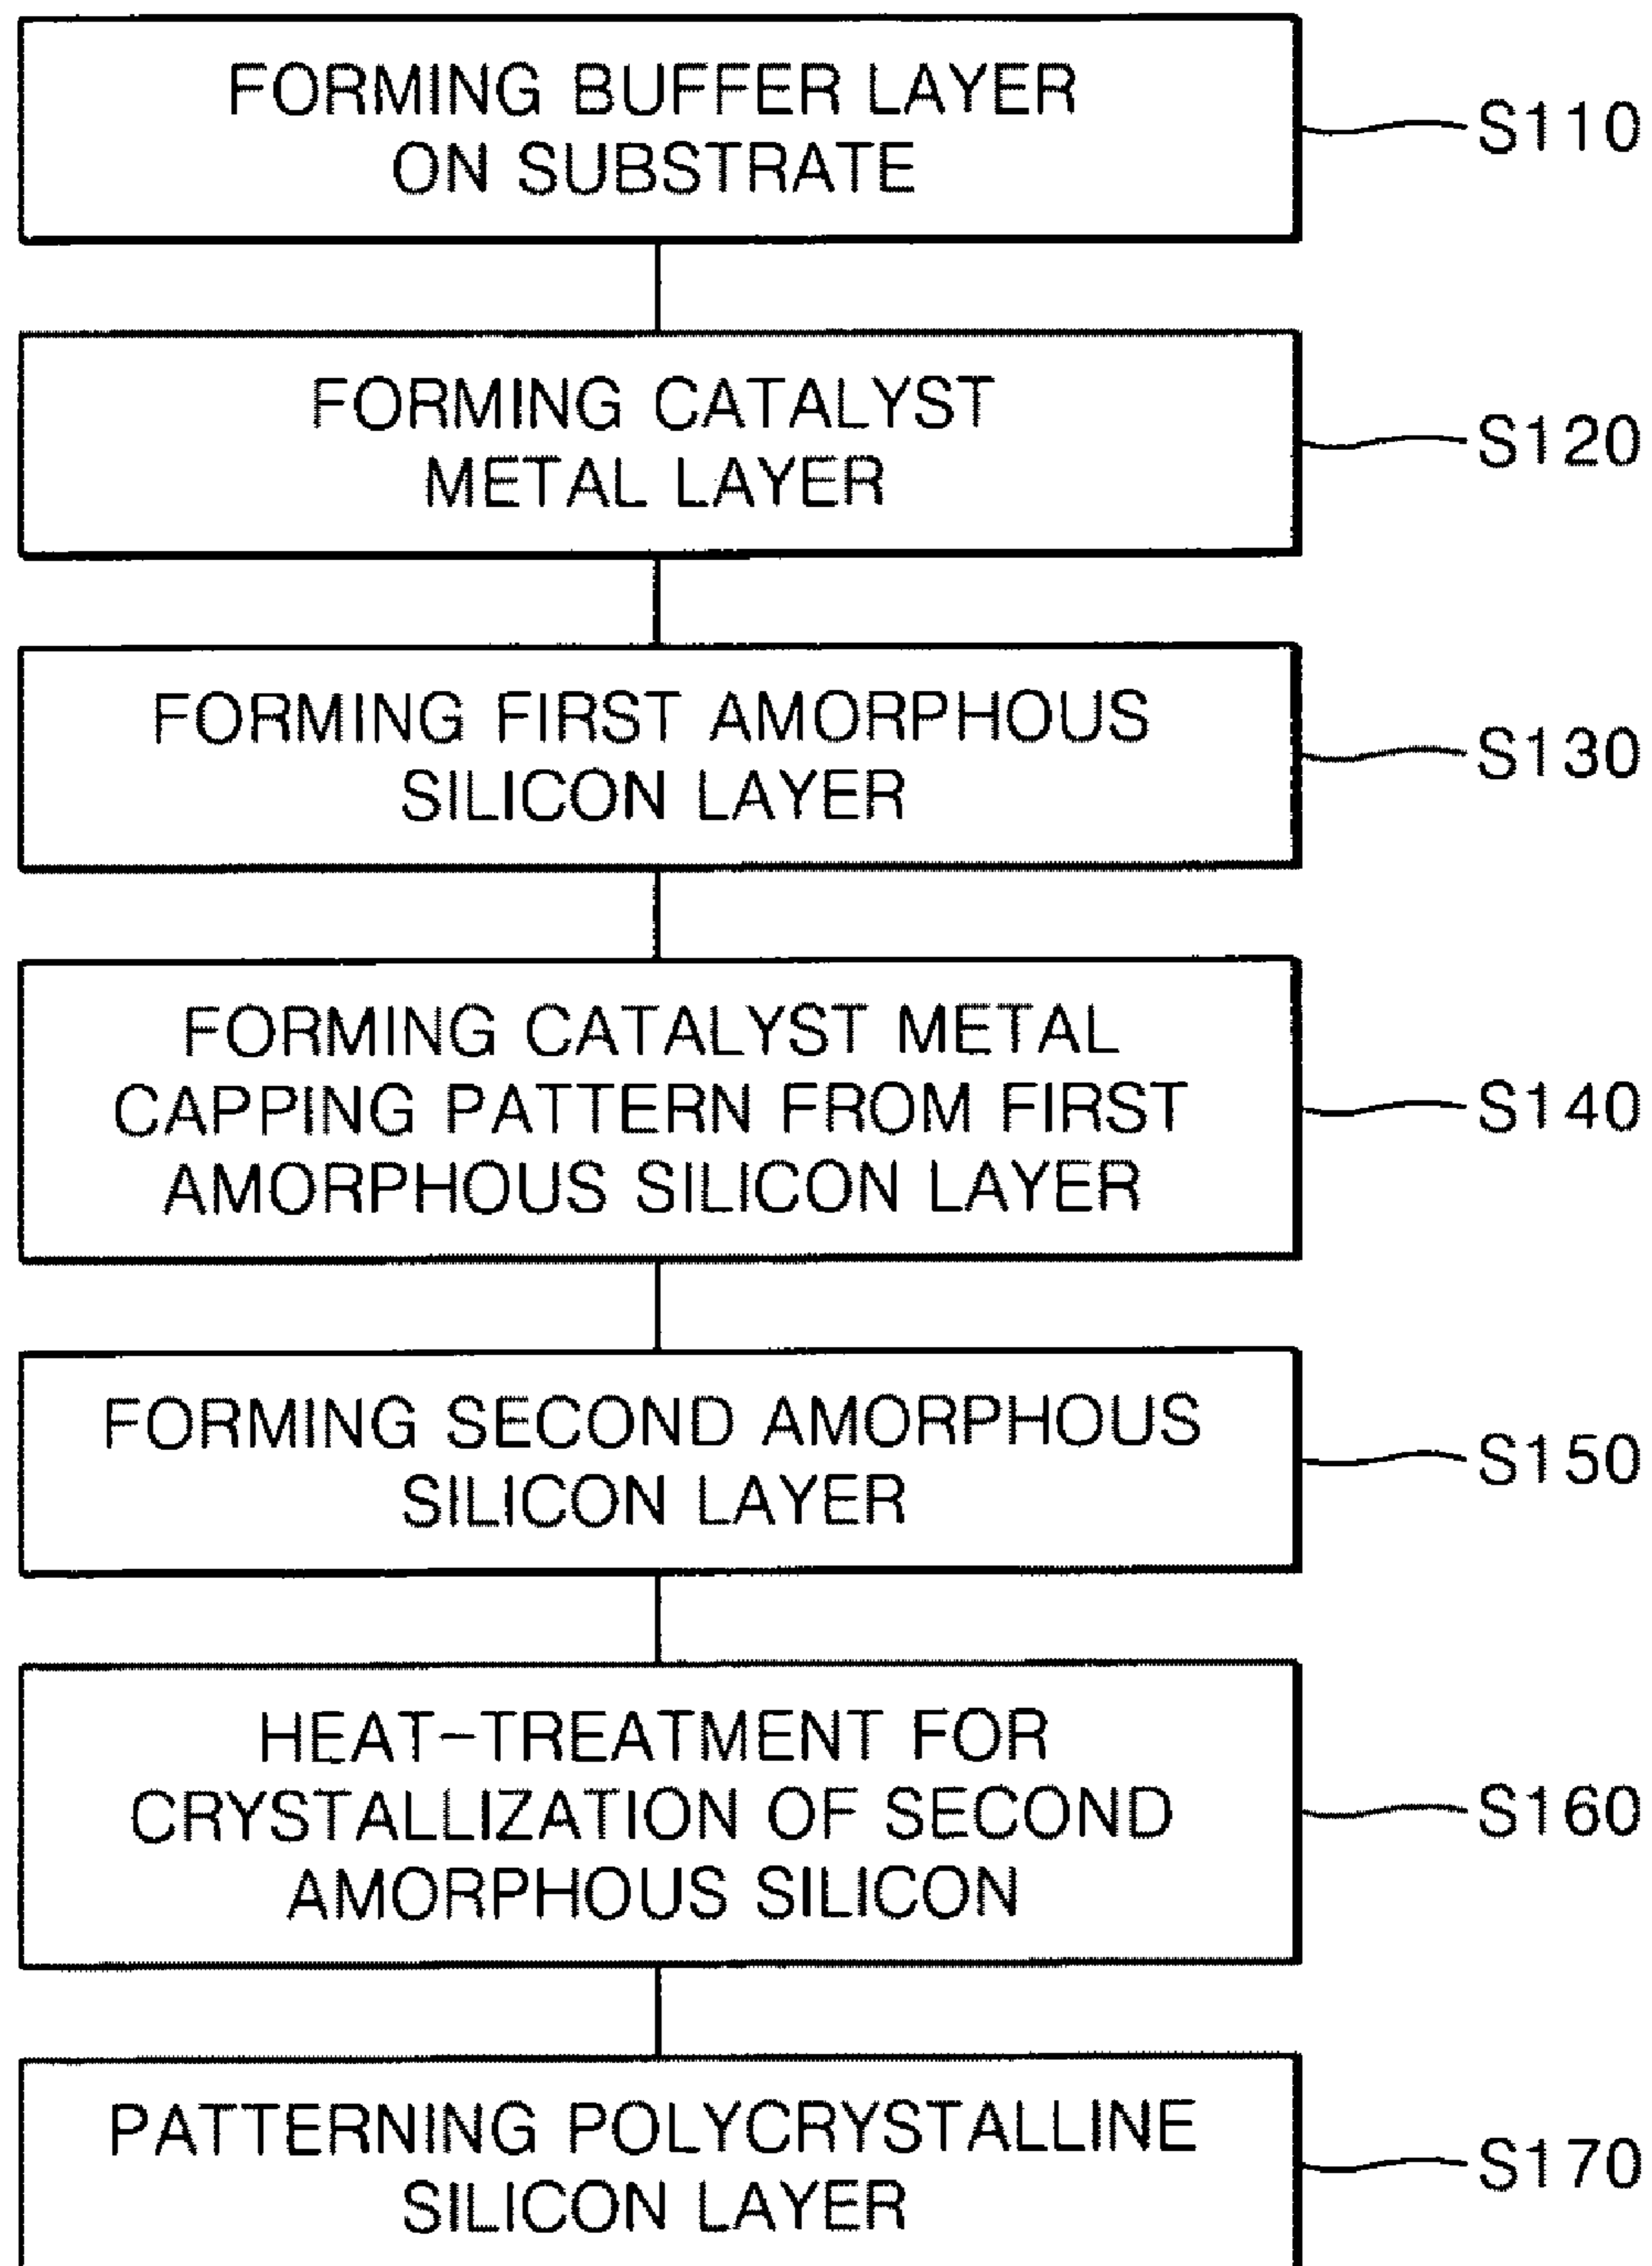 FORMING BUFFER LAYER
ON SUBSTRATE
S110
FORMING CATALYST
METAL LAYER
S120
FORMING FIRST AMORPHOUS
SILICON LAYER
S130
FORMING CATALYST METAL
CAPPING PATTERN FROM FIRST
AMORPHOUS SILICON LAYER
S140
FORMING SECOND AMORPHOUS
SILICON LAYER
S150
HEAT-TREATMENT FOR
CRYSTALLIZATION OF SECOND
AMORPHOUS SILICON
S160
PATTERNING POLYCRYSTALLINE
SILICON LAYER
S170